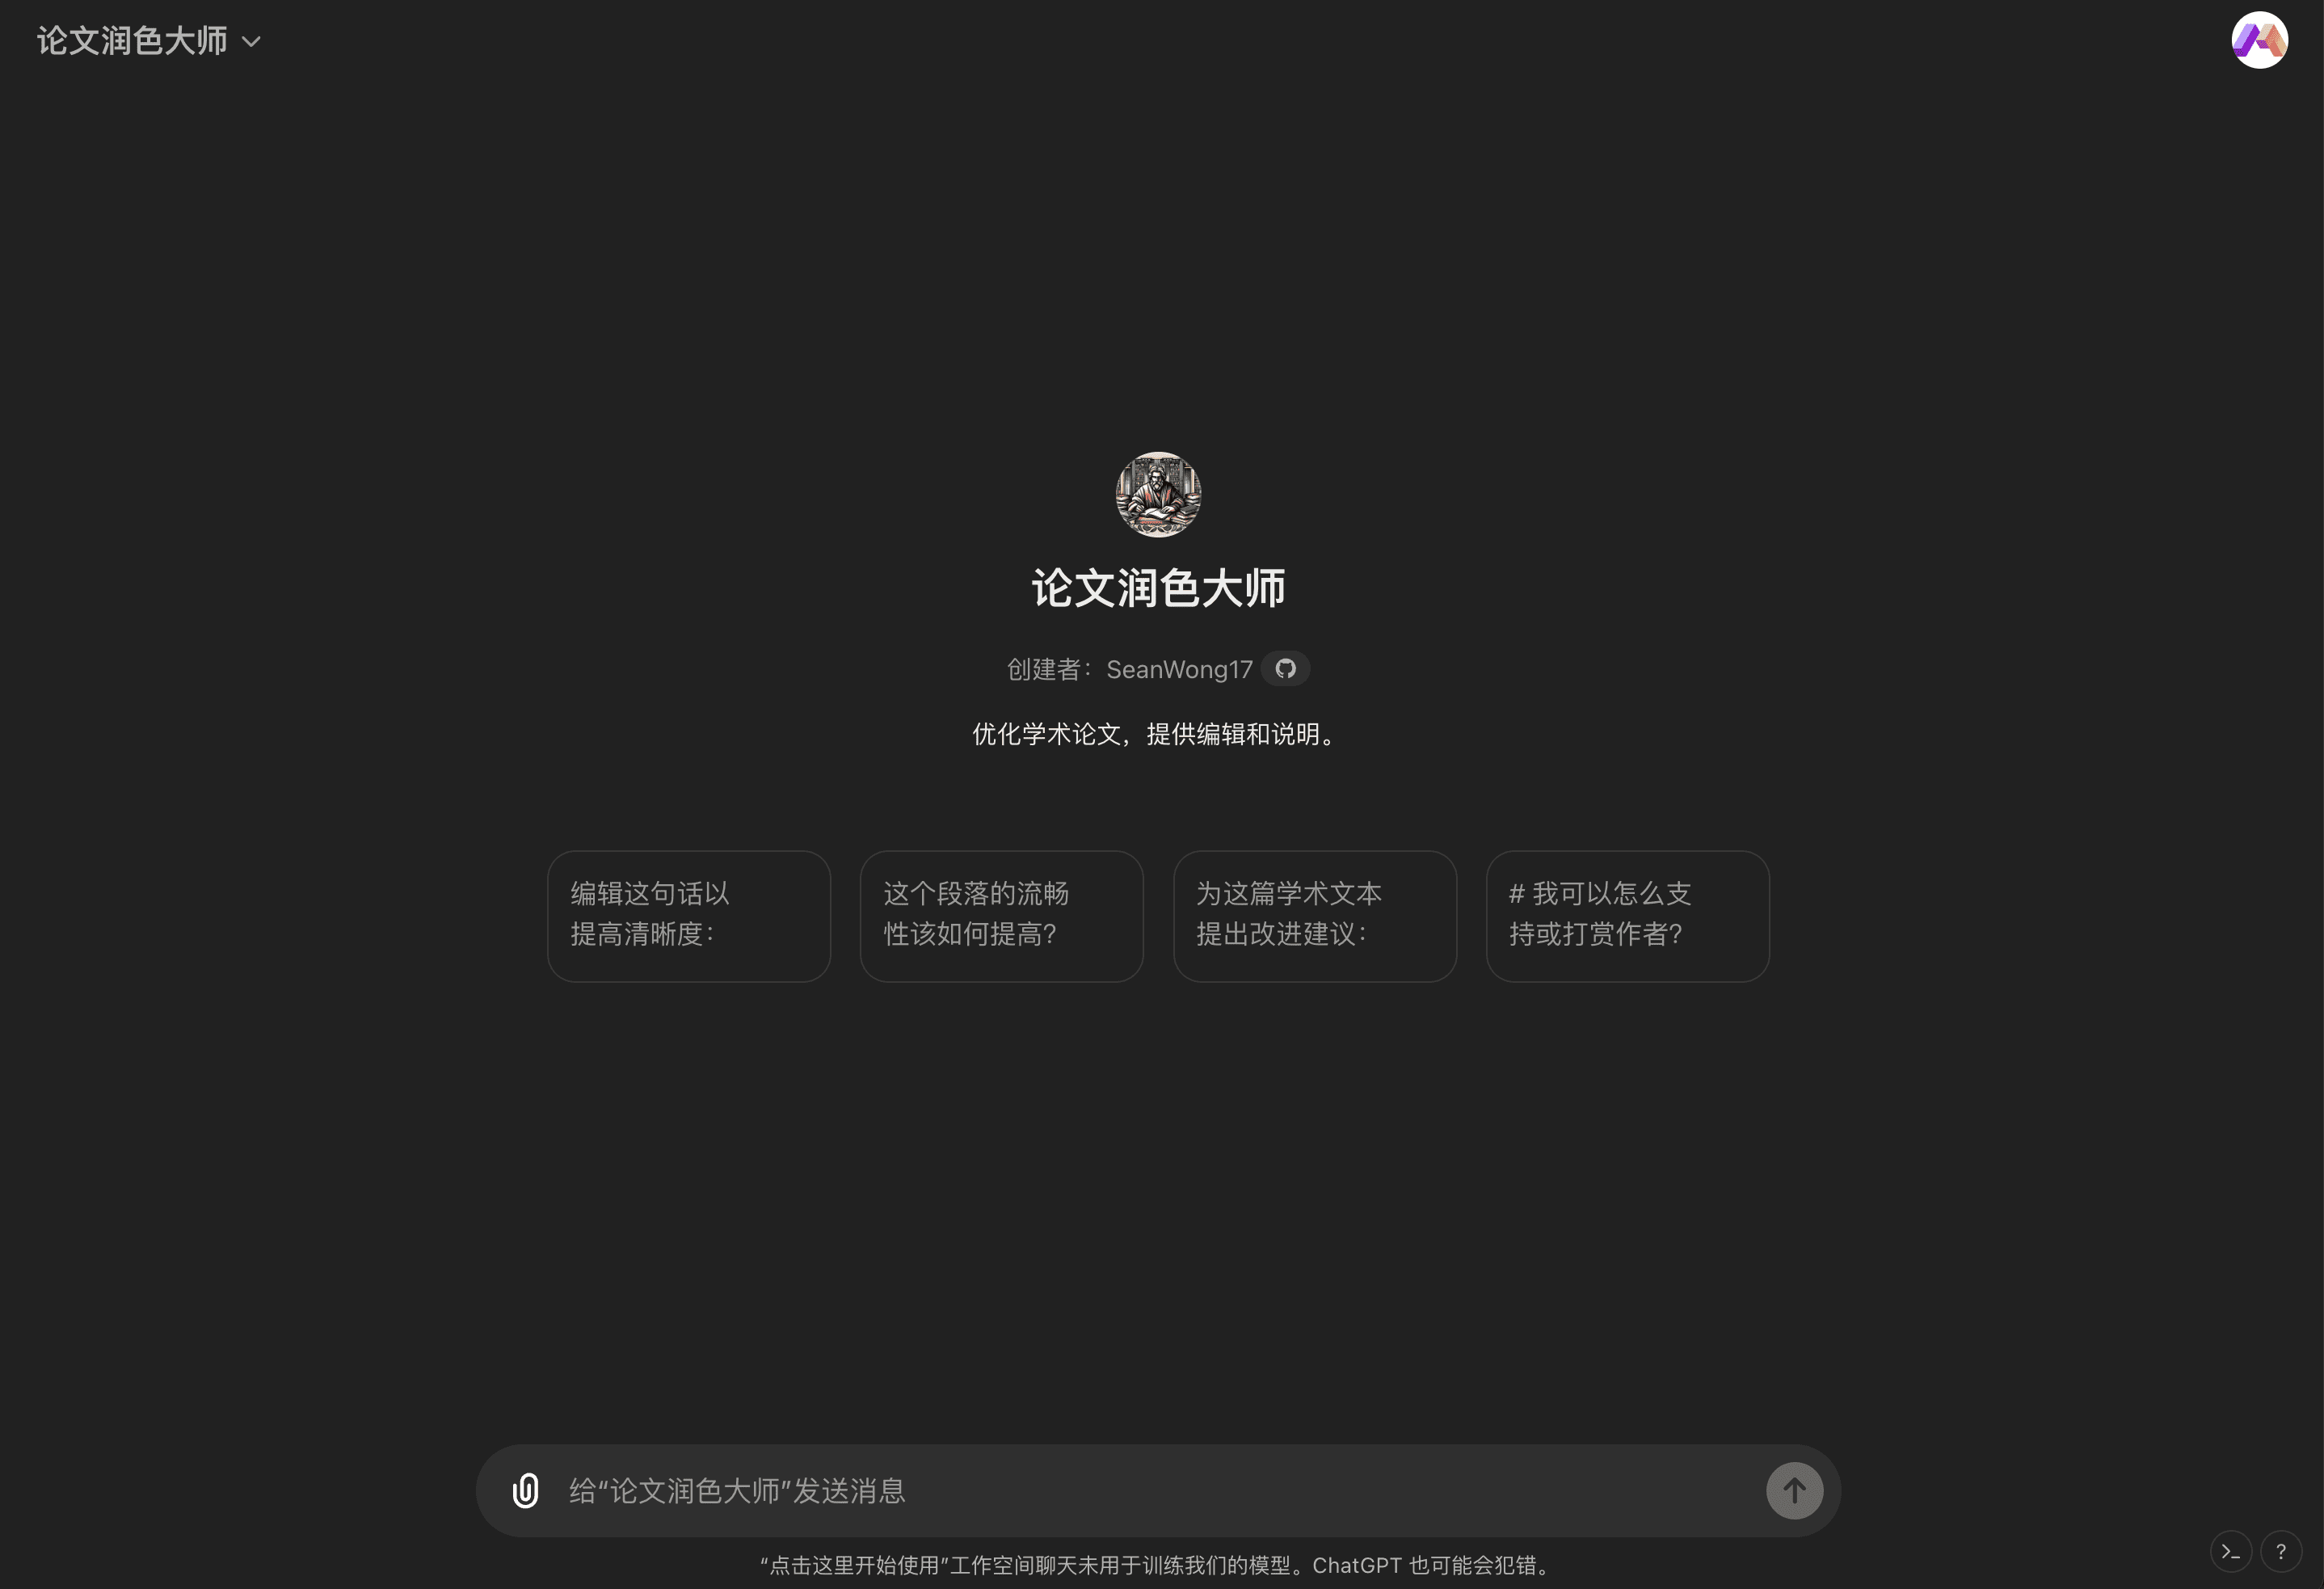 论文润色大师
论文润色大师
创建者：SeanWong17
优化学术论文，提供编辑和说明。
编辑这句话以
提高清晰度：
这个段落的流畅
性该如何提高?
为这篇学术文本
提出改进建议：
# 我可以怎么支
持或打赏作者?
给“论文润色大师”发送消息
“点击这里开始使用”工作空间聊天未用于训练我们的模型。ChatGPT 也可能会犯错。
?